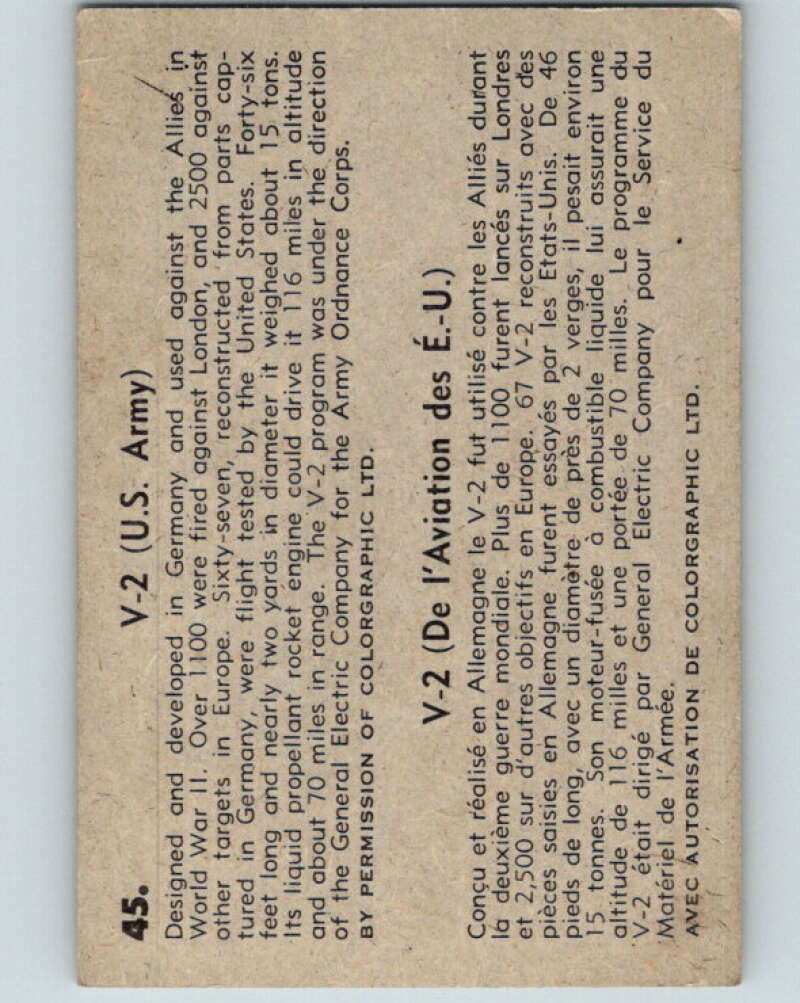 45. V-2 (U.S. Army)
Designed and developed in Germany and used against the Allies in
World War II. Over 1100 were fired against London, and 2500 against
other targets in Europe. Sixty-seven, reconstructed from parts cap-
tured in Germany, were flight tested by the United States. Forty-six
feet long and nearly two yards in diameter it weighed about 15 tons.
Its liquid propellant rocket engine could drive it 116 miles in altitude
and about 70 miles in range. The V-2 program was under the direction
of the General Electric Company for the Army Ordnance Corps.
BY PERMISSION OF COLORGRAPHIC LTD.
V-2 (De l'Aviation des É.-U.)
Conçu et réalisé en Allemagne le V-2 fut utilisé contre les Alliés durant
la deuxième guerre mondiale. Plus de 1100 furent lancés sur Londres
et 2,500 sur d'autres objectifs en Europe. 67 V-2 reconstruits avec des
pièces saisies en Allemagne furent essayés par les Etats-Unis. De 46
pieds de long, avec un diamètre de près de 2 verges, il pesait environ
15 tonnes. Son moteur-fusée à combustible liquide lui assurait une
altitude de 116 milles et une portée de 70 milles. Le programme du
V-2 était dirigé par General Electric Company pour le Service du
Matériel de l'Armée.
AVEC AUTORISATION DE COLORGRAPHIC LTD.